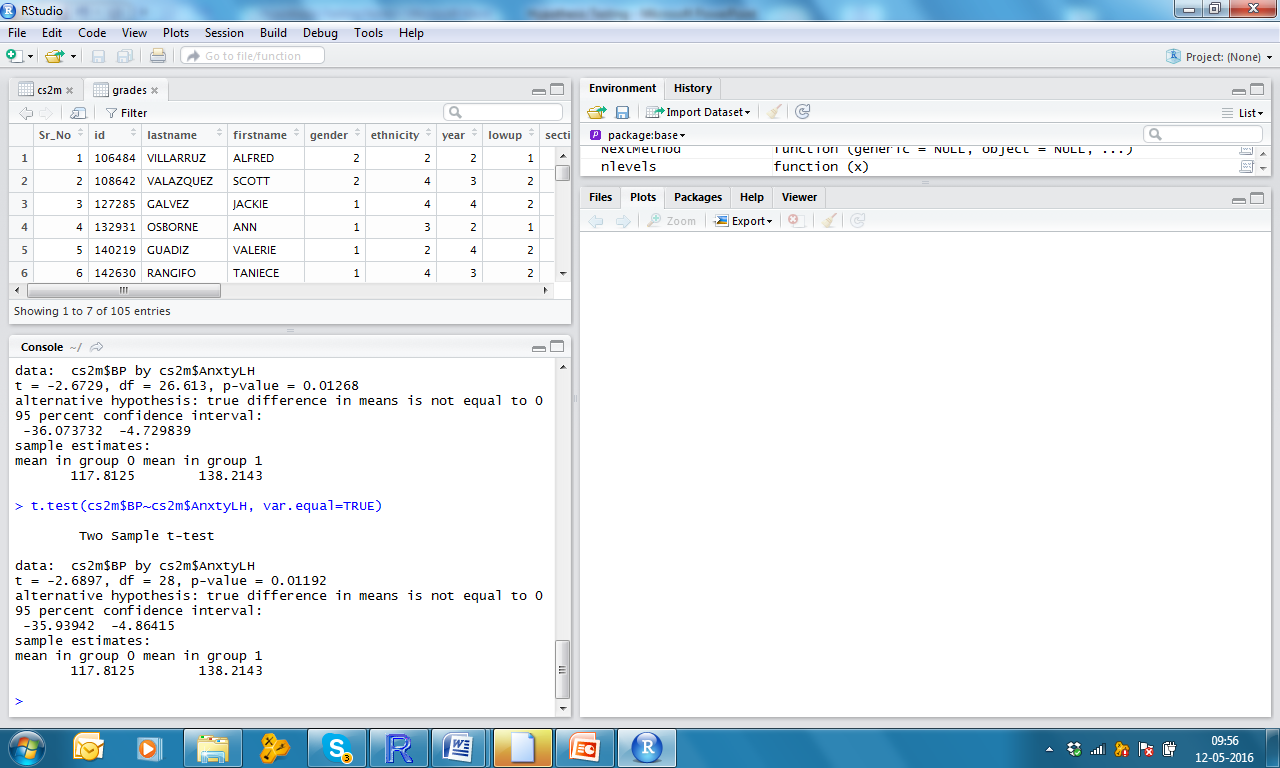 RStudio
File Edit Code View Plots Session Build Debug Tools Help
Go to file/function
Project: (None)
cs2m grades
Filter
Sr_No id lastname firstname gender ethnicity year lowup secti
1 1 106484 VILLARRUZ ALFRED 2 2 2 1
2 2 108642 VALAZQUEZ SCOTT 2 4 3 2
3 3 127285 GALVEZ JACKIE 1 4 4 2
4 4 132931 OSBORNE ANN 1 3 2 1
5 5 140219 GUADIZ VALERIE 1 2 4 2
6 6 142630 RANGIFO TANIECE 1 4 3 2
Showing 1 to 7 of 105 entries
Console ~/
data:  cs2m$BP by cs2m$AnxtyLH
t = -2.6729, df = 26.613, p-value = 0.01268
alternative hypothesis: true difference in means is not equal to 0
95 percent confidence interval:
-36.073732 -4.729839
sample estimates:
mean in group 0 mean in group 1
117.8125 138.2143
> t.test(cs2m$BP~cs2m$AnxtyLH, var.equal=TRUE)
Two Sample t-test
data:  cs2m$BP by cs2m$AnxtyLH
t = -2.6897, df = 28, p-value = 0.01192
alternative hypothesis: true difference in means is not equal to 0
95 percent confidence interval:
-35.93942 -4.86415
sample estimates:
mean in group 0 mean in group 1
117.8125 138.2143
>
Environment History
Import Dataset List
package:base
NextMethod function (generic = NULL, object = NULL, ...)
nlevels function (x)
Files Plots Packages Help Viewer
Zoom Export
09:56
12-05-2016